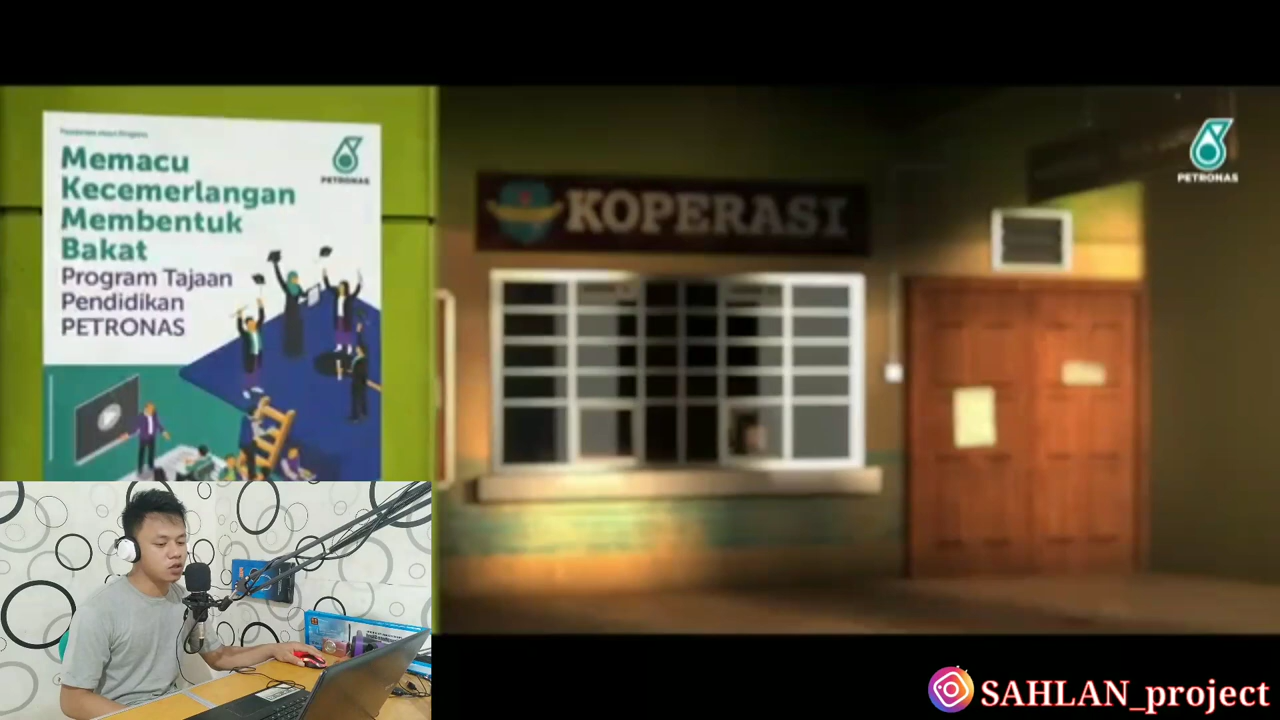 Memacu
Kecemerlangan
Membentuk
Bakat
Program Tajaan
Pendidikan
PETRONAS
PETRONAS
KOPERASI
PETRONAS
SAHLAN_project